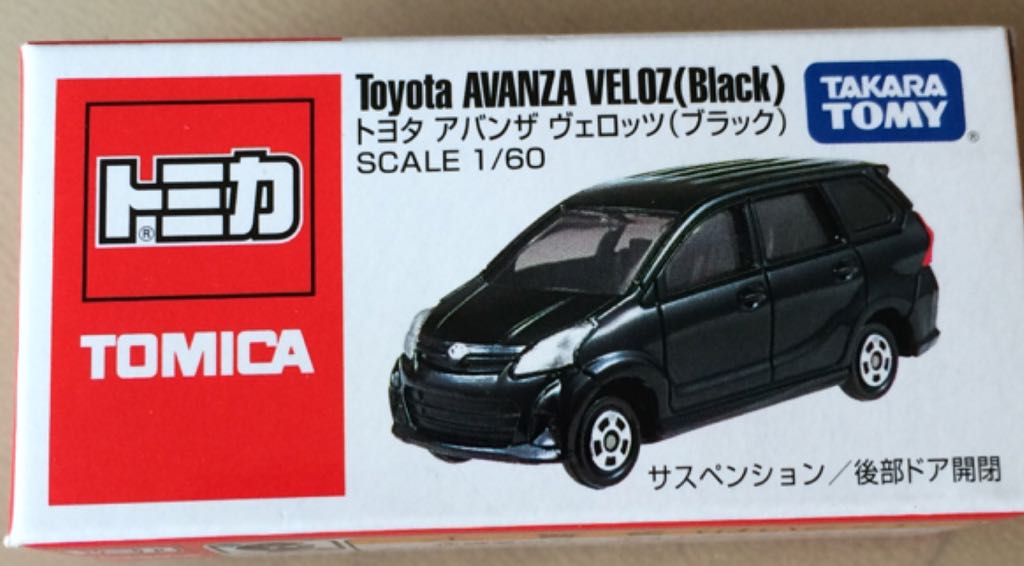 Toyota AVANZA VELOZ(Black)
トヨタ アバンザ ヴェロッツ(ブラック)
SCALE 1/60
TAKARA
TOMY
®
トミカ
®
TOMICA
サスペンション/後部ドア開閉